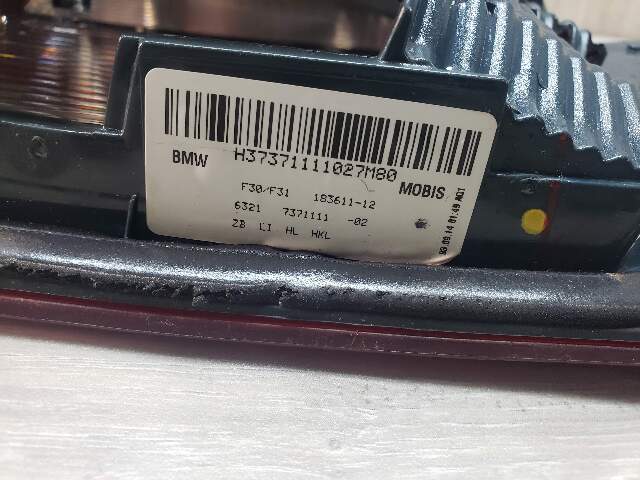 H37371111027M80
BMW MOBIS
F30/F31 183611-12
6321 7371111 -02
ZB LI HL HKL